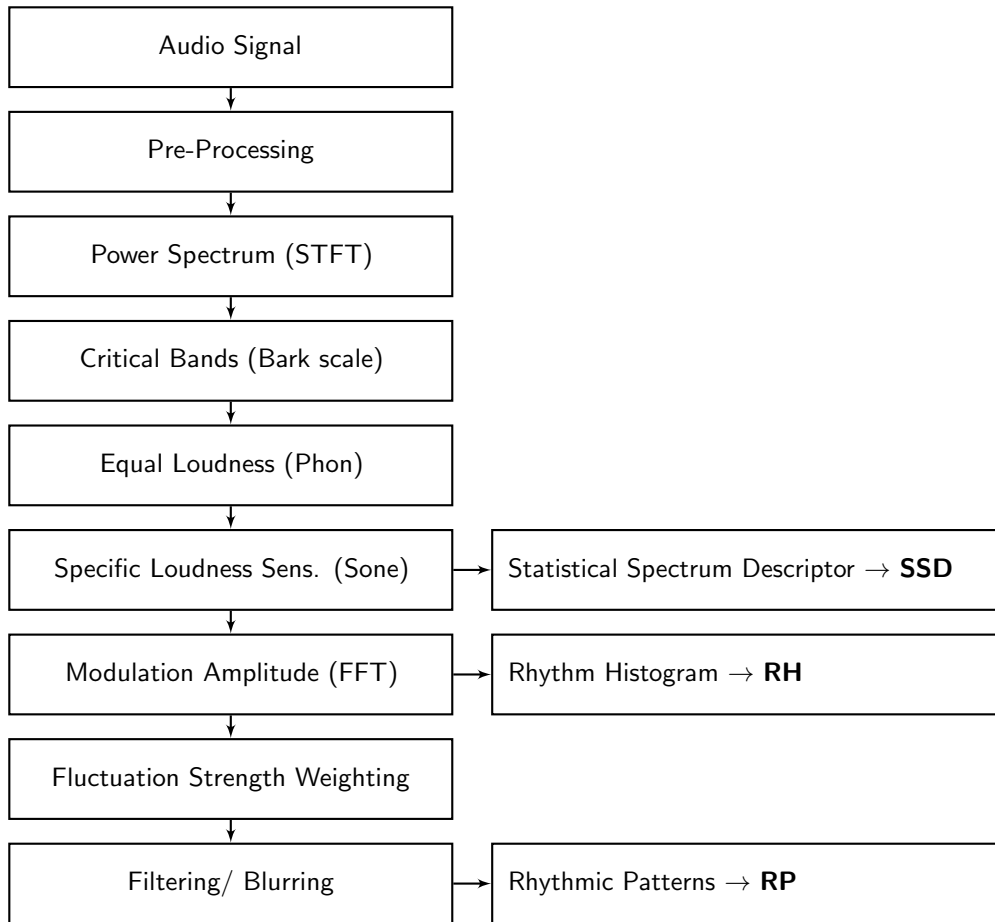 Audio Signal
Pre-Processing
Power Spectrum (STFT)
Critical Bands (Bark scale)
Equal Loudness (Phon)
Specific Loudness Sens. (Sone)
Statistical Spectrum Descriptor → SSD
Modulation Amplitude (FFT)
Rhythm Histogram → RH
Fluctuation Strength Weighting
Filtering/ Blurring
Rhythmic Patterns → RP